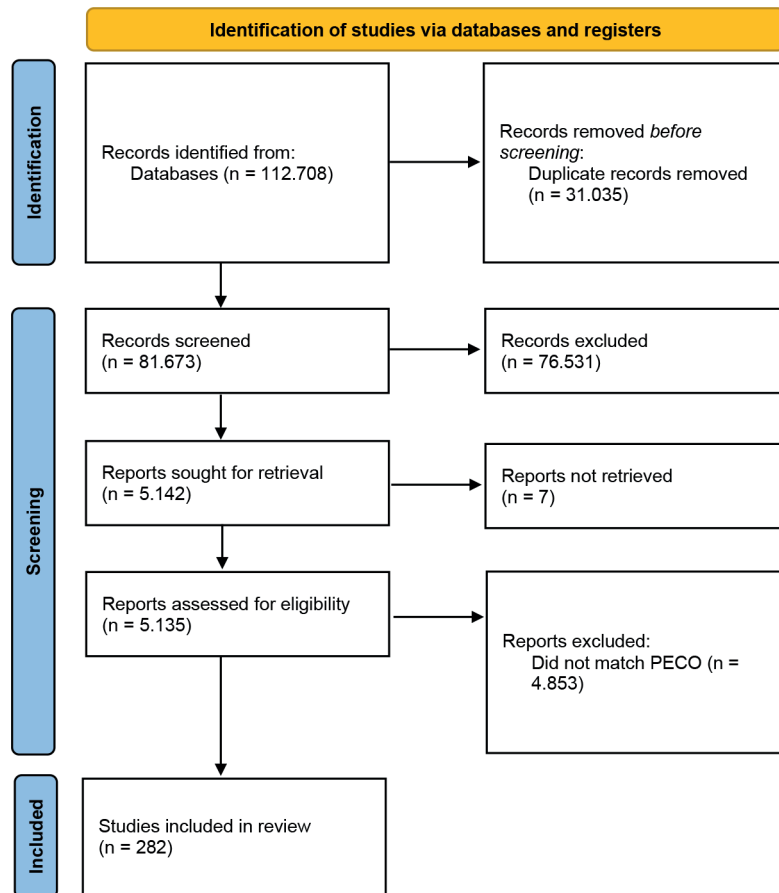 Identification of studies via databases and registers
Identification
Records identified from:
Databases (n = 112.708)
Records removed before
screening:
Duplicate records removed
(n = 31.035)
Screening
Records screened
(n = 81.673)
Records excluded
(n = 76.531)
Reports sought for retrieval
(n = 5.142)
Reports not retrieved
(n = 7)
Reports assessed for eligibility
(n = 5.135)
Reports excluded:
Did not match PECO (n =
4.853)
Included
Studies included in review
(n = 282)